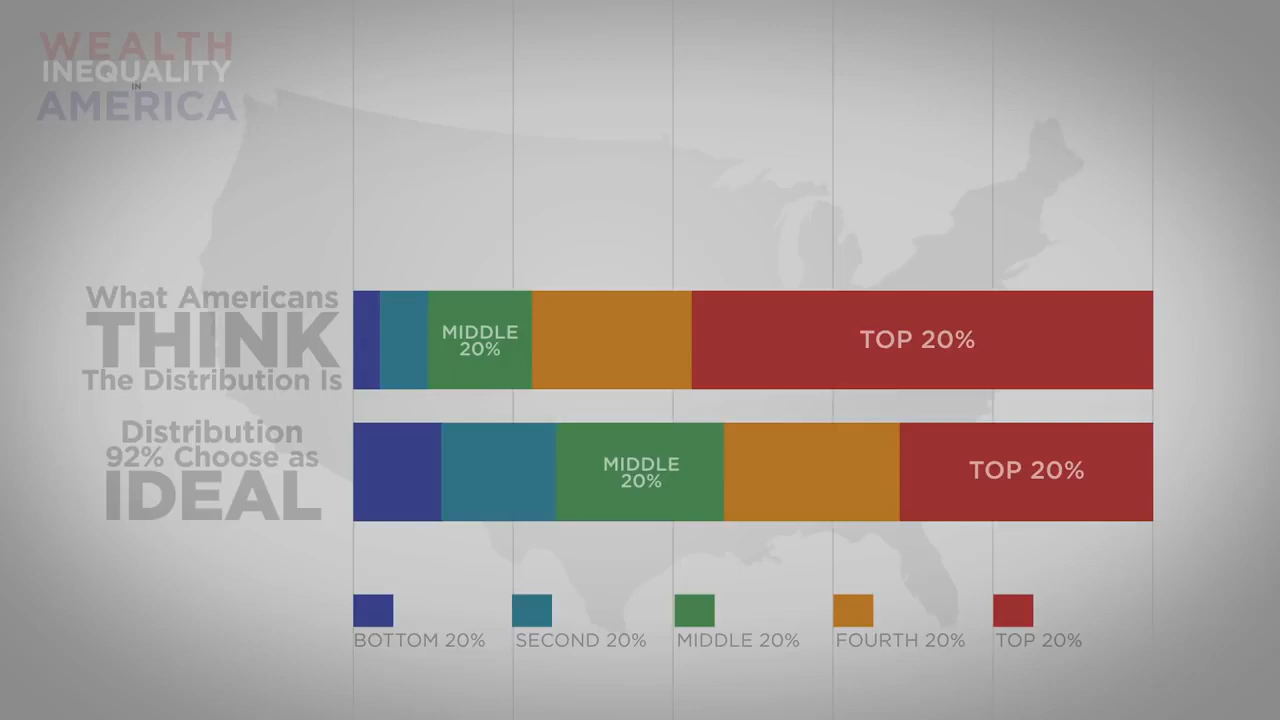 WEALTH
INEQUALITY
IN
AMERICA
What Americans
THINK
The Distribution Is
MIDDLE
20%
TOP 20%
Distribution
92% Choose as
IDEAL
MIDDLE
20%
TOP 20%
BOTTOM 20%
SECOND 20%
MIDDLE 20%
FOURTH 20%
TOP 20%